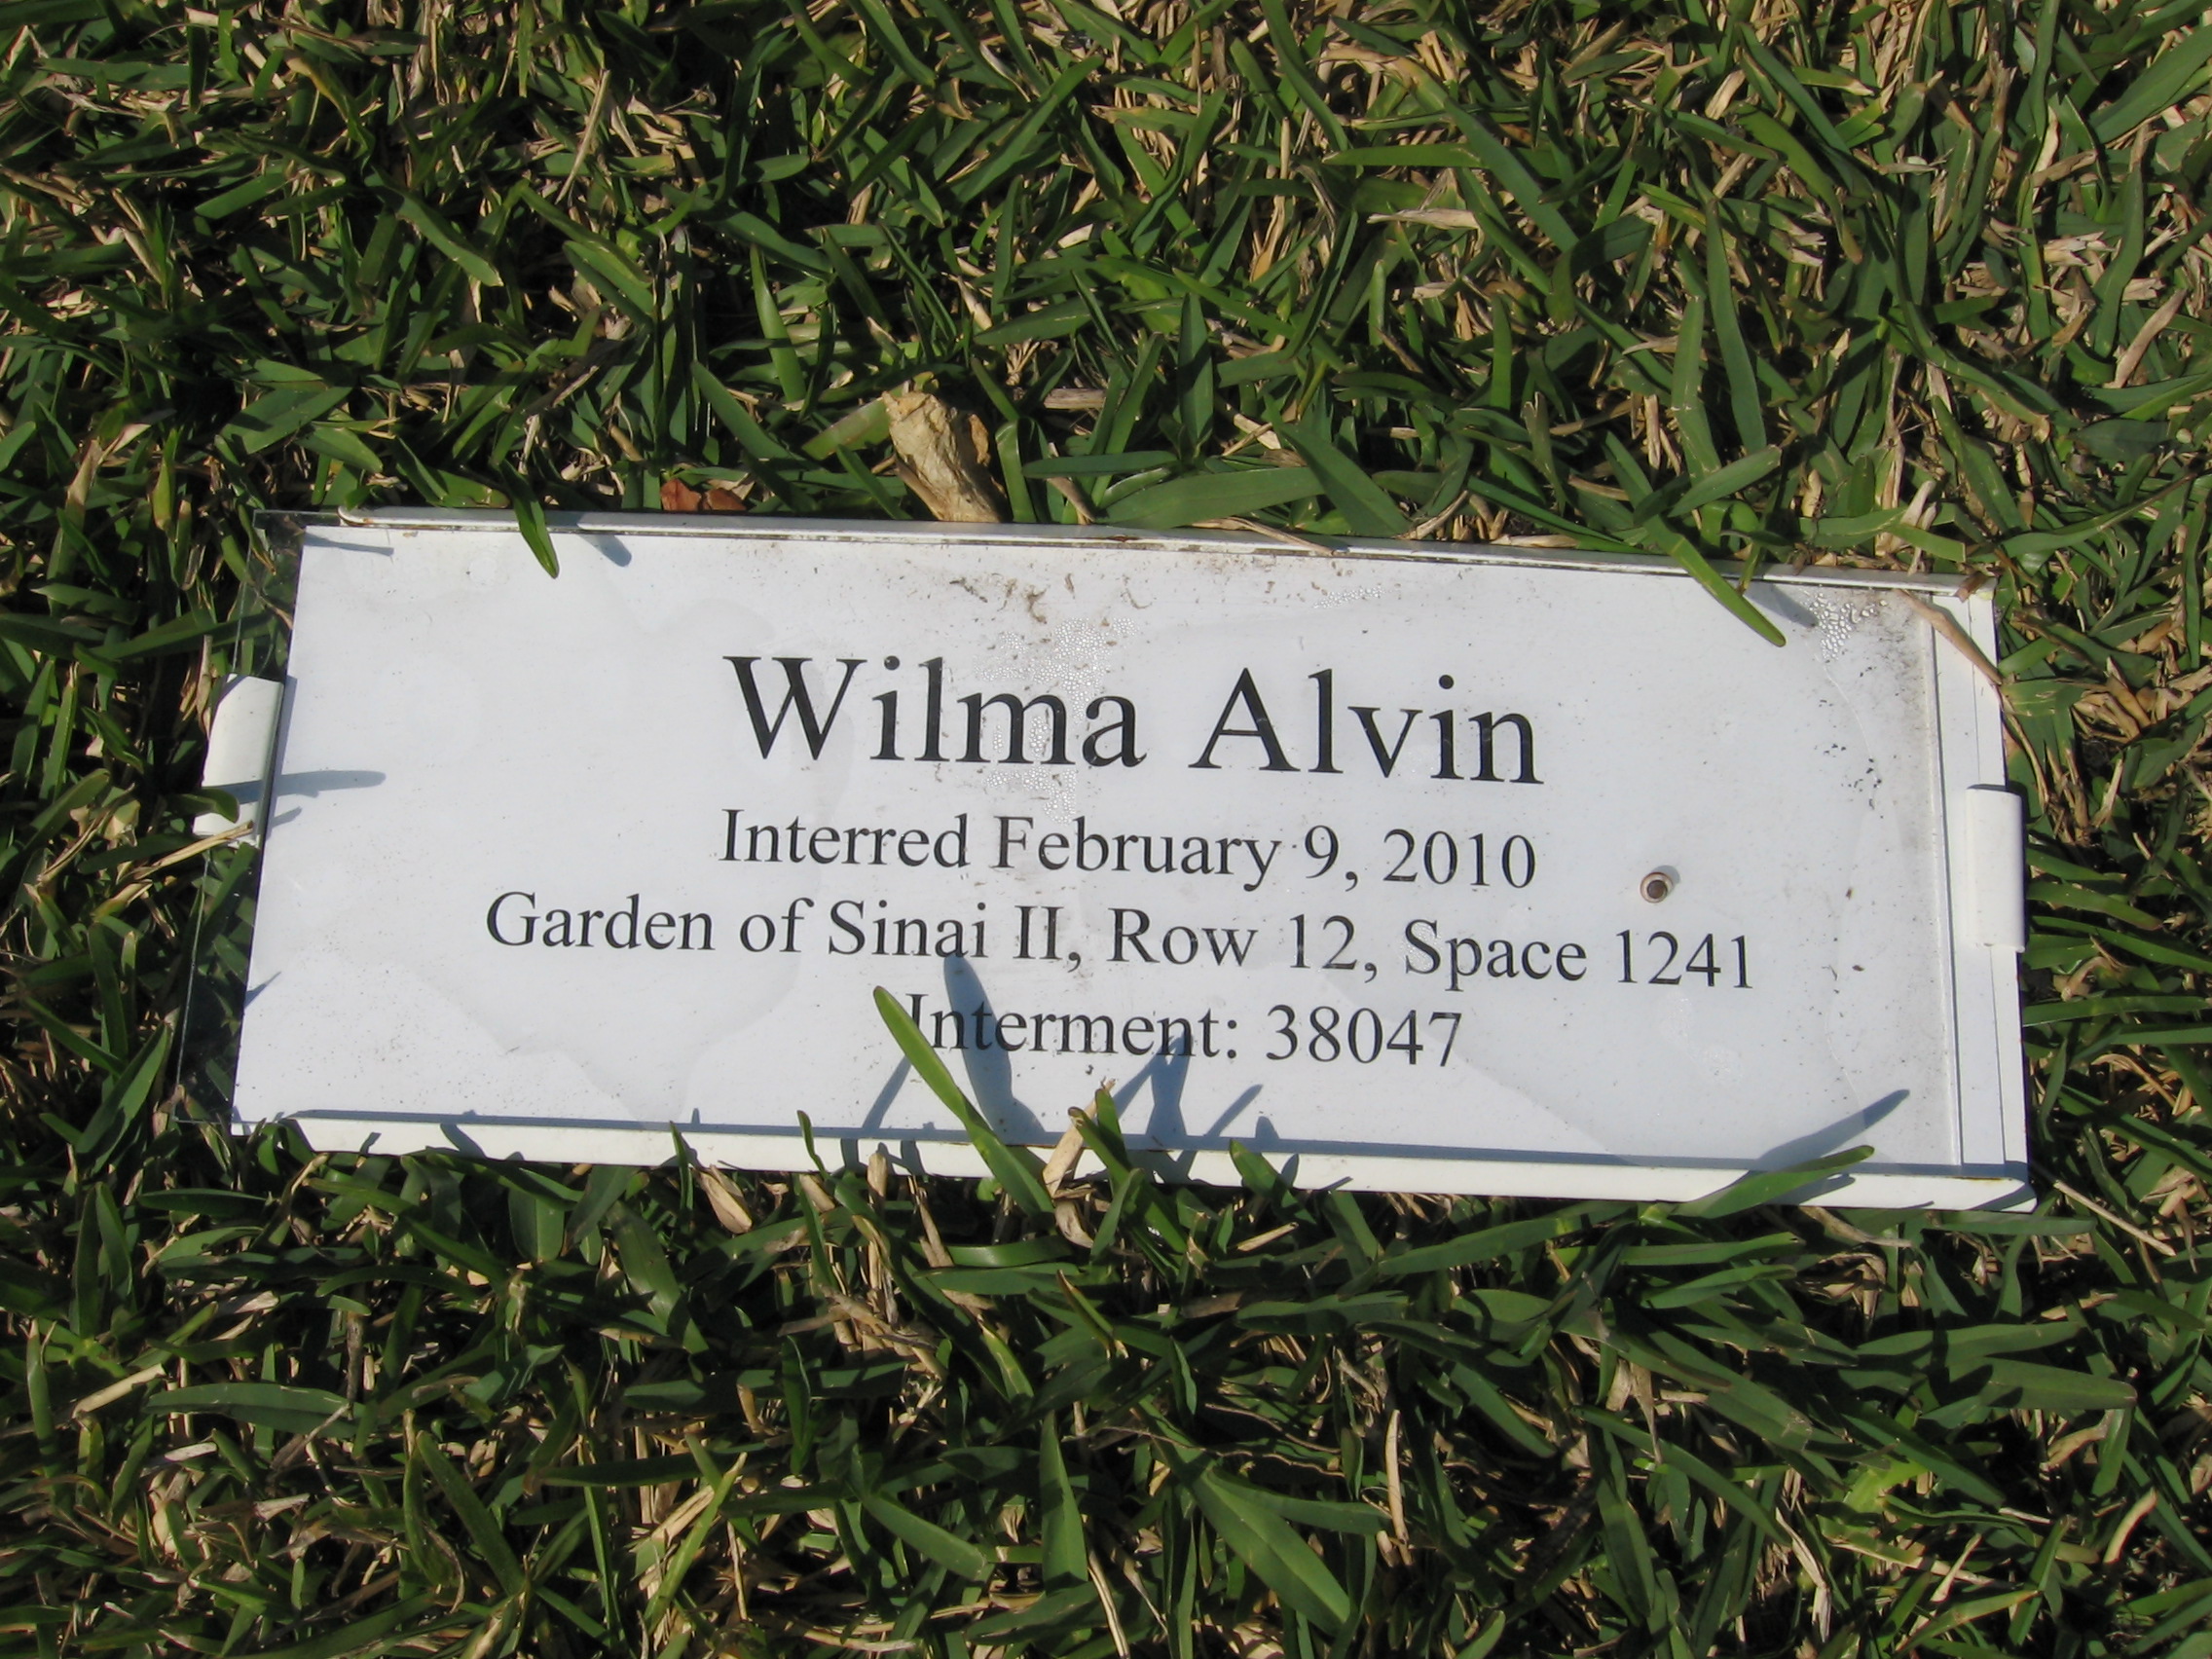 Wilma Alvin
Interred February 9, 2010
Garden of Sinai II, Row 12, Space 1241
Interment: 38047